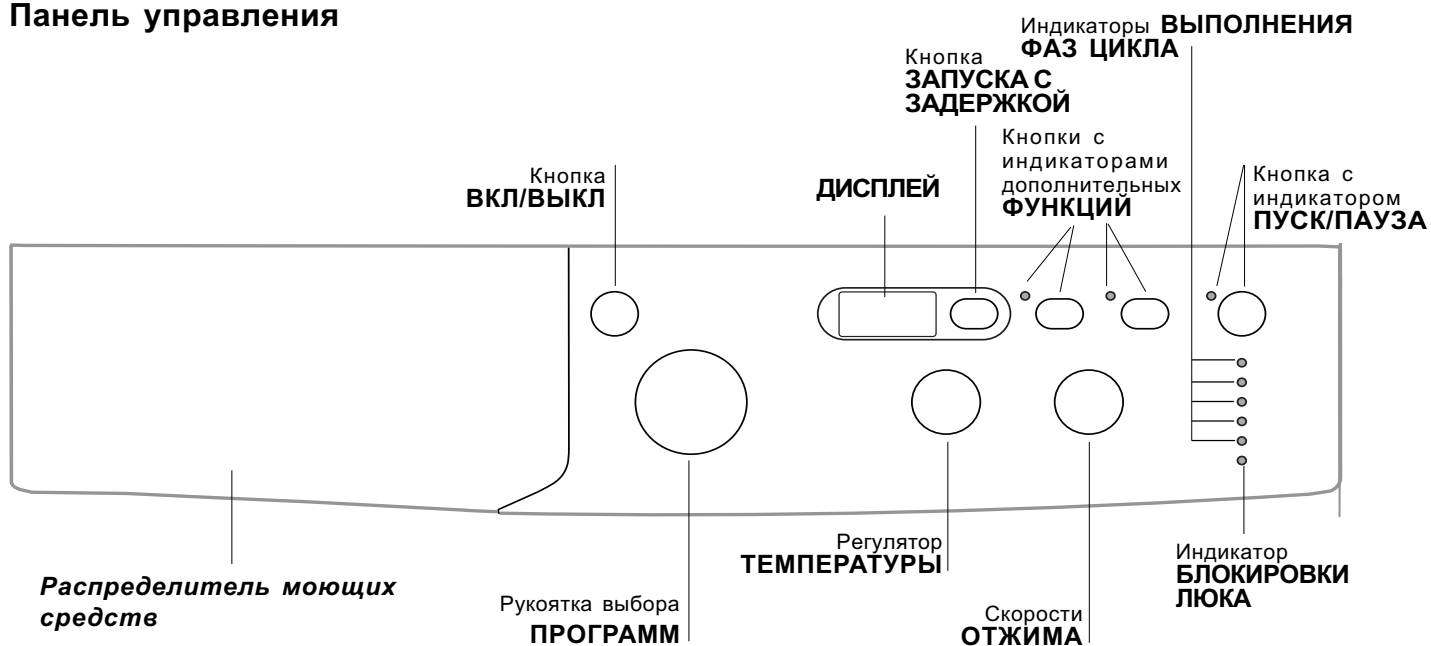 Панель управления
Индикаторы ВЫПОЛНЕНИЯ
ФАЗ ЦИКЛА
Кнопка
ЗАПУСКА С
ЗАДЕРЖКОЙ
Кнопки с
индикаторами
дополнительных
ФУНКЦИЙ
Кнопка с
индикатором
ПУСК/ПАУЗА
Кнопка
ВКЛ/ВЫКЛ
ДИСПЛЕЙ
Распределитель моющих
средств
Рукоятка выбора
ПРОГРАММ
Регулятор
ТЕМПЕРАТУРЫ
Скорости
ОТЖИМА
Индикатор
БЛОКИРОВКИ
ЛЮКА